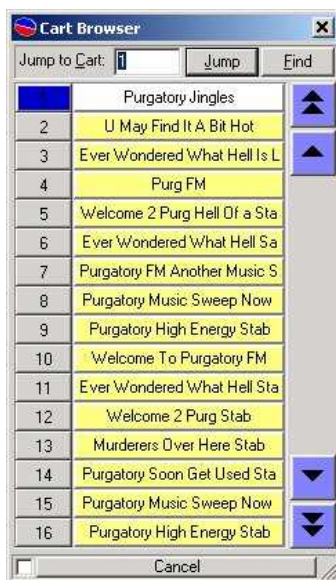 Cart Browser
Jump to Cart: 1 Jump Find
1 Purgatory Jingles
2 U May Find It A Bit Hot
3 Ever Wondered What Hell Is L
4 Purg FM
5 Welcome 2 Purg Hell Of a Sta
6 Ever Wondered What Hell Sa
7 Purgatory FM Another Music S
8 Purgatory Music Sweep Now
9 Purgatory High Energy Stab
10 Welcome To Purgatory FM
11 Ever Wondered What Hell Sta
12 Welcome 2 Purg Stab
13 Murderers Over Here Stab
14 Purgatory Soon Get Used Sta
15 Purgatory Music Sweep Now
16 Purgatory High Energy Stab
Cancel